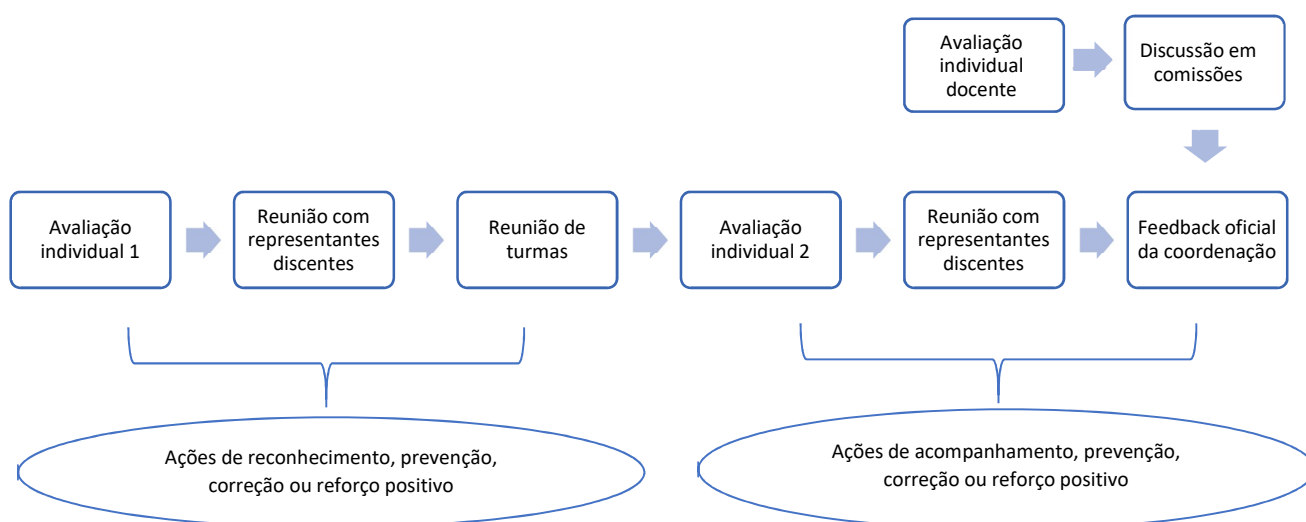 Avaliação
individual
docente
Discussão em
comissões
Avaliação
individual 1
Reunião com
representantes
discentes
Reunião de
turmas
Avaliação
individual 2
Reunião com
representantes
discentes
Feedback oficial
da coordenação
Ações de reconhecimento, prevenção,
correção ou reforço positivo
Ações de acompanhamento, prevenção,
correção ou reforço positivo